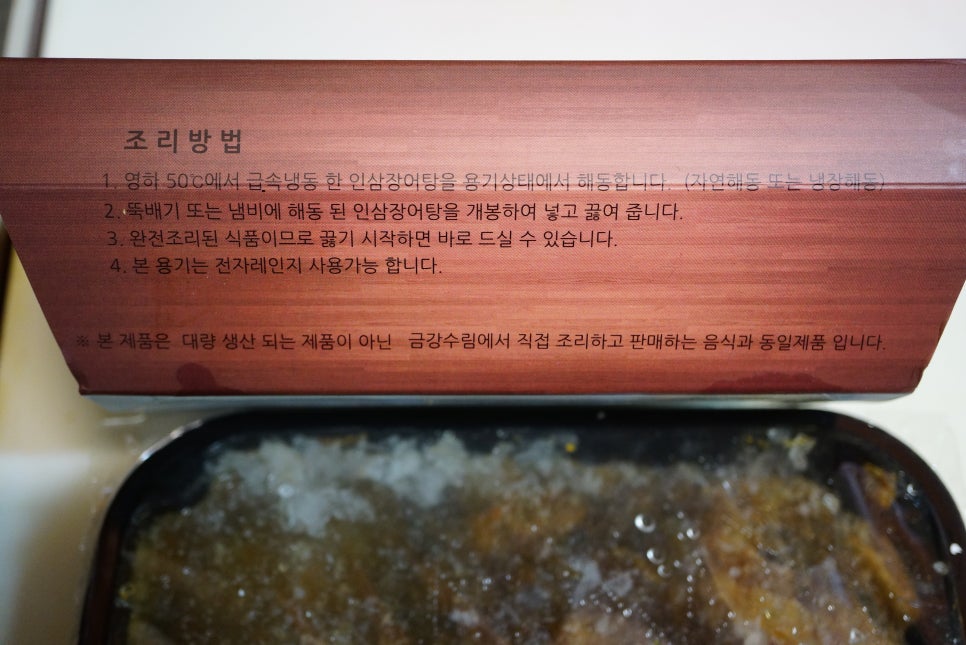 조리방법
1. 영하 50℃에서 급속냉동 한 인삼장어탕을 용기상태에서 해동합니다. (자연해동 또는 냉장해동)
2. 뚝배기 또는 냄비에 해동 된 인삼장어탕을 개봉하여 넣고 끓여 줍니다.
3. 완전조리된 식품이므로 끓기 시작하면 바로 드실 수 있습니다.
4. 본 용기는 전자레인지 사용가능 합니다.
※ 본 제품은 대량 생산 되는 제품이 아닌 금강수림에서 직접 조리하고 판매하는 음식과 동일제품 입니다.